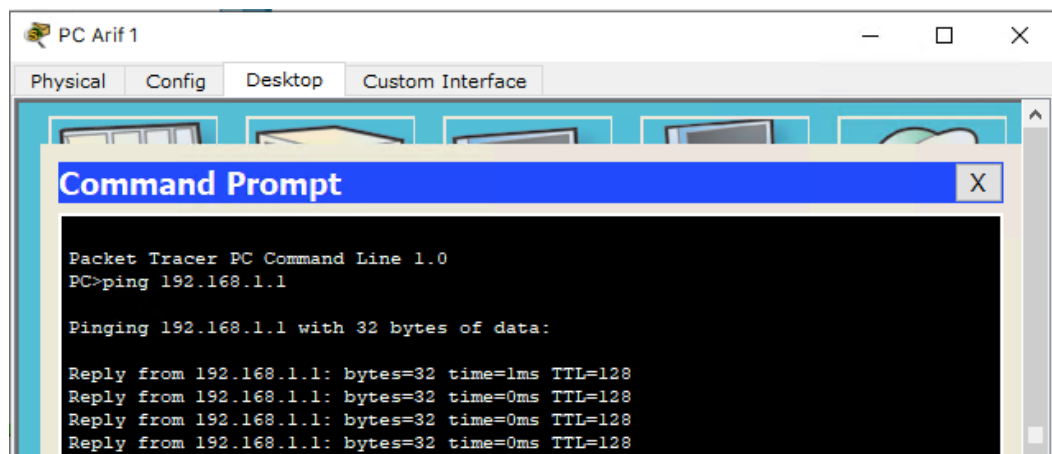 PC Arif 1
Physical Config Desktop Custom Interface
Command Prompt X
Packet Tracer PC Command Line 1.0
PC>ping 192.168.1.1
Pinging 192.168.1.1 with 32 bytes of data:
Reply from 192.168.1.1: bytes=32 time=1ms TTL=128
Reply from 192.168.1.1: bytes=32 time=0ms TTL=128
Reply from 192.168.1.1: bytes=32 time=0ms TTL=128
Reply from 192.168.1.1: bytes=32 time=0ms TTL=128